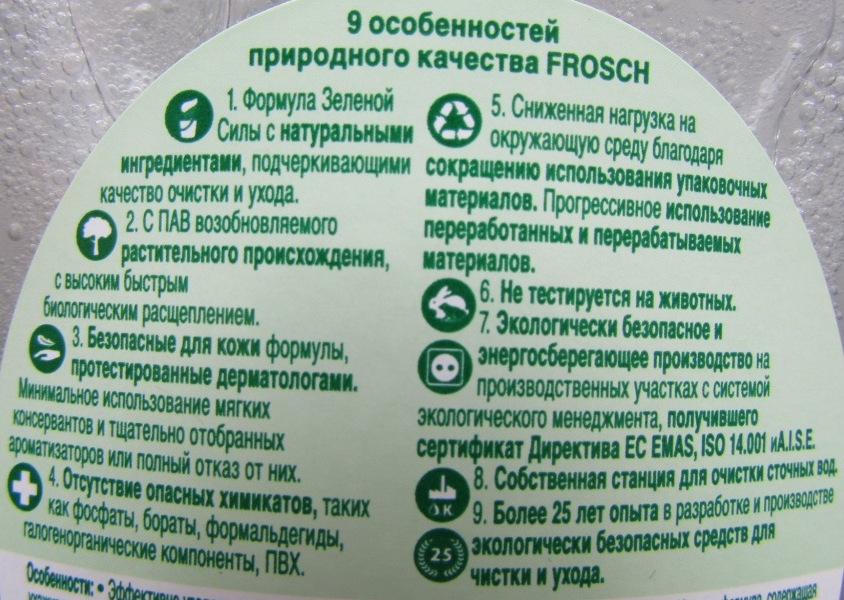 9 особенностей
природного качества FROSCH
1. Формула Зеленой
Силы с натуральными
ингредиентами, подчеркивающими
качество очистки и ухода.
2. С ПАВ возобновляемого
растительного происхождения,
с высоким быстрым
биологическим расщеплением.
3. Безопасные для кожи формулы,
протестированные дерматологами.
Минимальное использование мягких
консервантов и тщательно отобранных
ароматизаторов или полный отказ от них.
4. Отсутствие опасных химикатов, таких
как фосфаты, бораты, формальдегиды,
галогенорганические компоненты, ПВХ.
5. Сниженная нагрузка на
окружающую среду благодаря
сокращению использования упаковочных
материалов. Прогрессивное использование
переработанных и перерабатываемых
материалов.
6. Не тестируется на животных.
7. Экологически безопасное и
энергосберегающее производство на
производственных участках с системой
экологического менеджмента, получившего
сертификат Директива ЕС EMAS, ISO 14.001 иA.I.S.E.
8. Собственная станция для очистки сточных вод.
K
9. Более 25 лет опыта в разработке и производстве
25
экологически безопасных средств для
чистки и ухода.
Особенности: • Эффективно
формула, содержащая